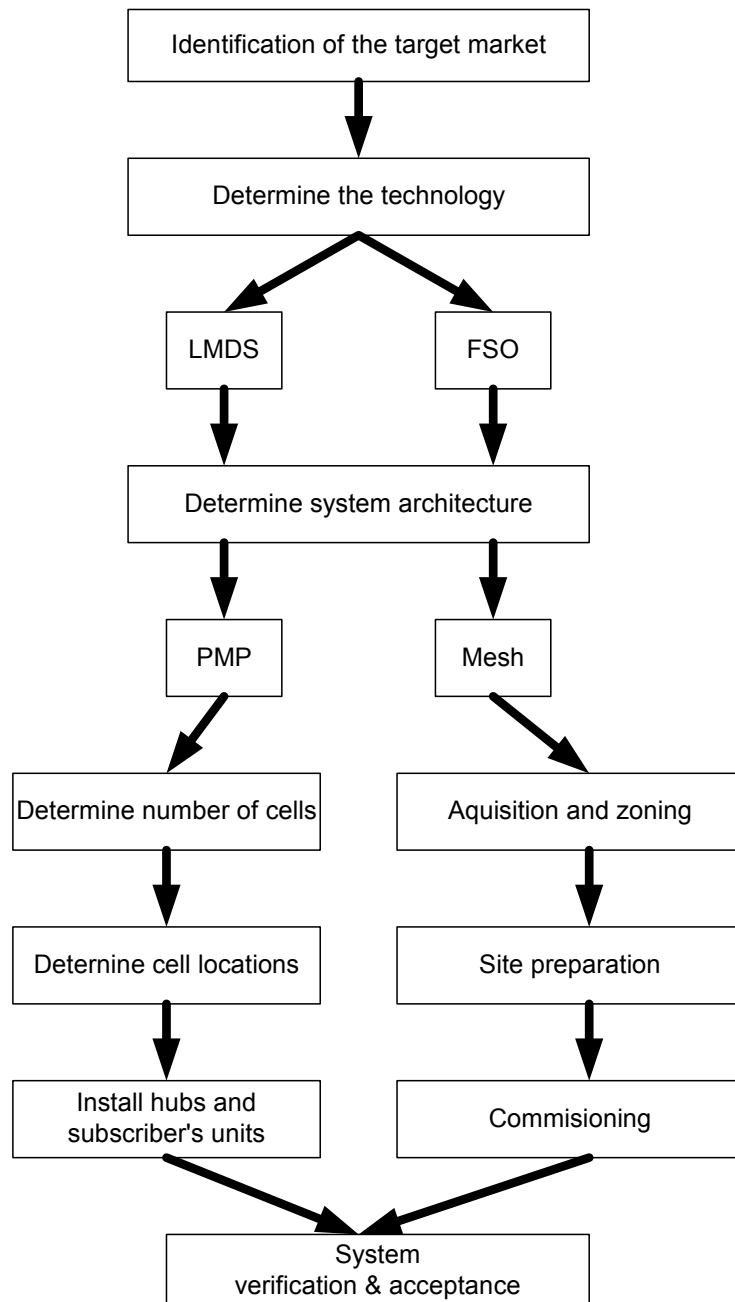 Identification of the target market
Determine the technology
LMDS
FSO
Determine system architecture
PMP
Mesh
Determine number of cells
Aquisition and zoning
Deternine cell locations
Site preparation
Install hubs and
subscriber's units
Commisioning
System
verification & acceptance